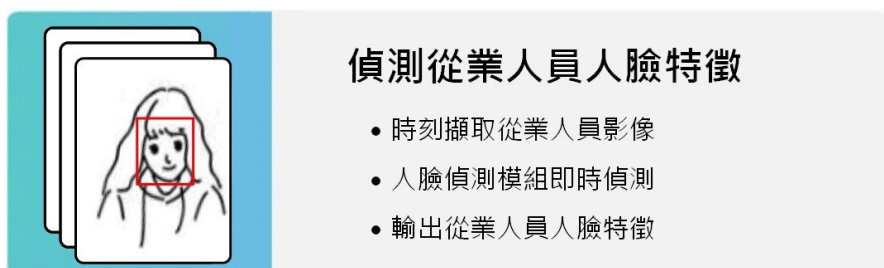 偵測從業人員人臉特徵
• 時刻擷取從業人員影像
• 人臉偵測模組即時偵測
• 輸出從業人員人臉特徵